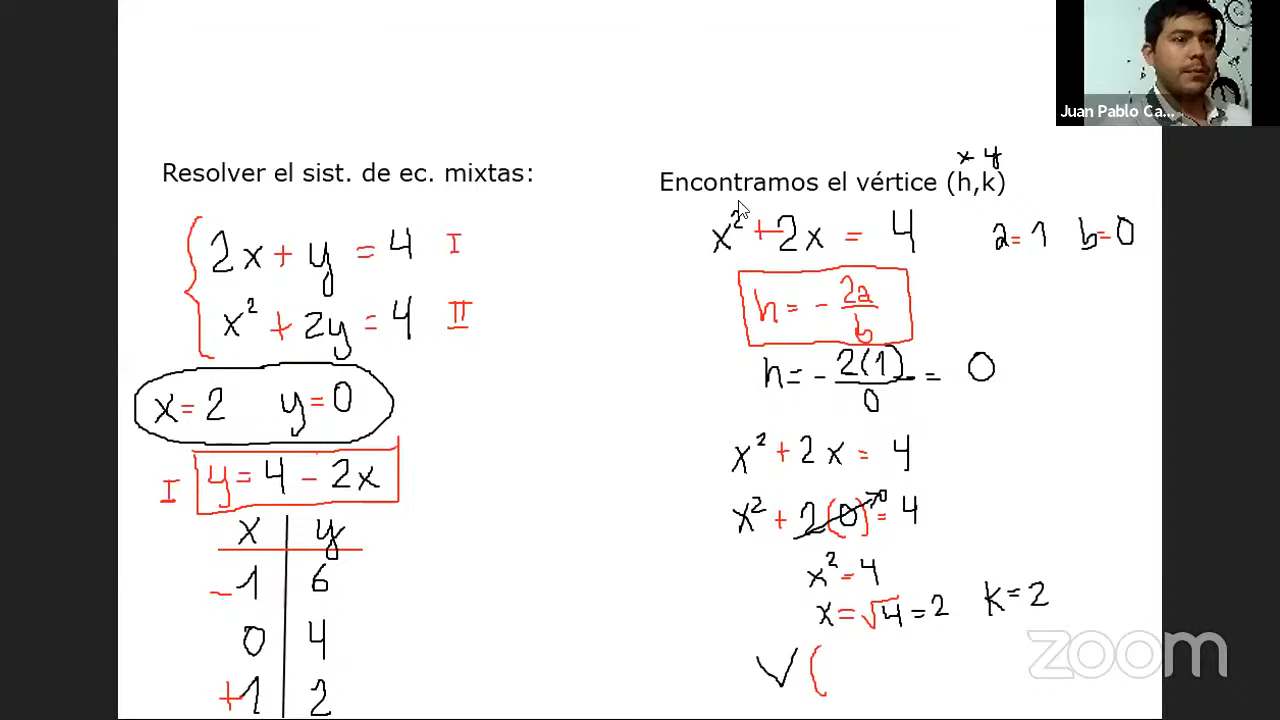 Juan Pablo Ca...
Resolver el sist. de ec. mixtas:
2x + y = 4 I
x² + 2y = 4 II
x = 2 y = 0
I y = 4 - 2x
x y
-1 6
0 4
+1 2
x y
Encontramos el vértice (h,k)
x² + 2x = 4 a = 1 b = 0
h = - 2a/b
h = - 2(1)/0 = 0
x² + 2x = 4
x² + 2(0)→0 = 4
x² = 4
x = √4 = 2 K = 2
V (
zoom